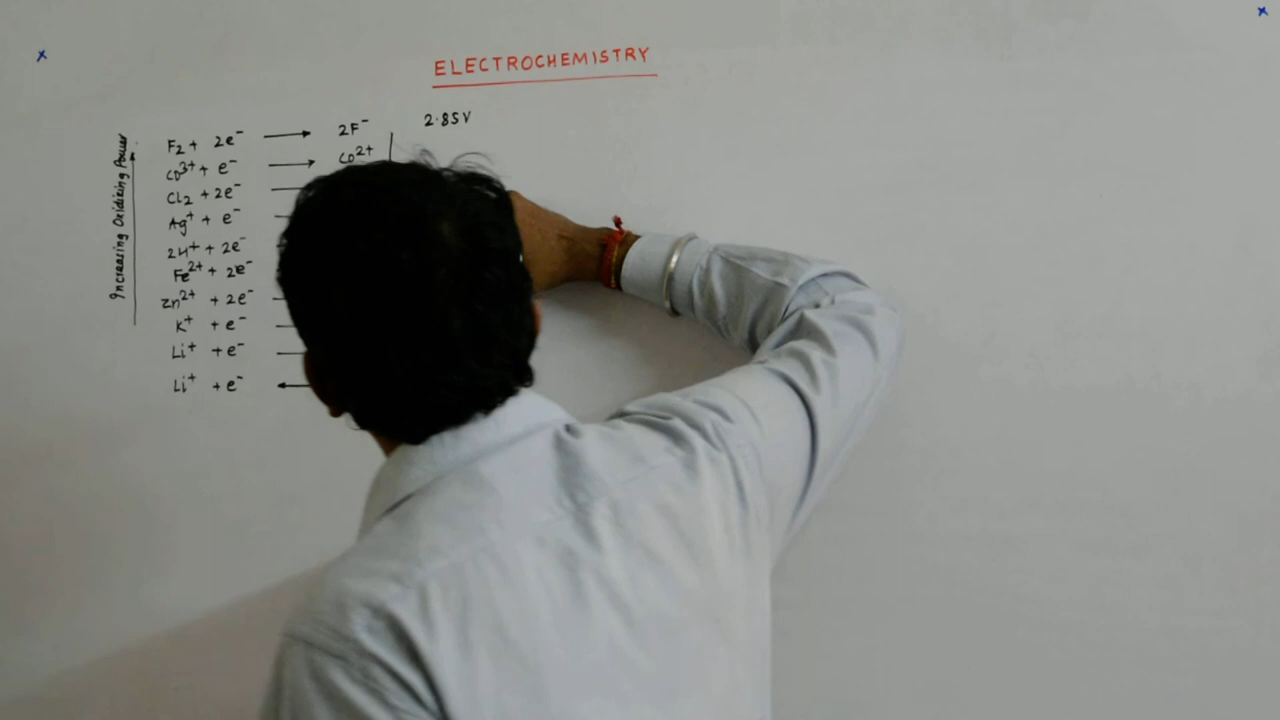 ELECTROCHEMISTRY
F2 + 2e⁻ → 2F⁻ 2.85V
Co³⁺ + e⁻ → Co²⁺
Cl2 + 2e⁻
Ag⁺ + e⁻
2H⁺ + 2e⁻
Fe²⁺ + 2e⁻
Zn²⁺ + 2e⁻
K⁺ + e⁻
Li⁺ + e⁻
Li⁺ + e⁻ ←
Increasing Oxidizing Power